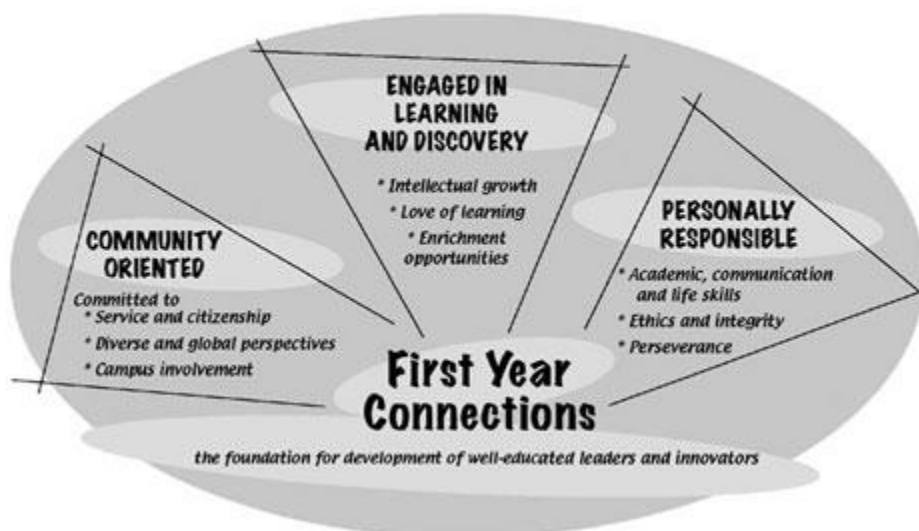 ENGAGED IN
LEARNING
AND DISCOVERY
* Intellectual growth
* Love of learning
* Enrichment
opportunities
COMMUNITY
ORIENTED
Committed to
* Service and citizenship
* Diverse and global perspectives
* Campus involvement
PERSONALLY
RESPONSIBLE
* Academic, communication
and life skills
* Ethics and integrity
* Perseverance
First Year
Connections
the foundation for development of well-educated leaders and innovators